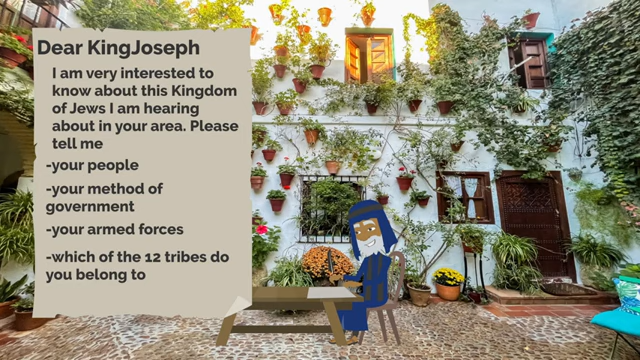 Dear KingJoseph
I am very interested to
know about this Kingdom
of Jews I am hearing
about in your area. Please
tell me
-your people
-your method of
government
-your armed forces
-which of the 12 tribes do
you belong to